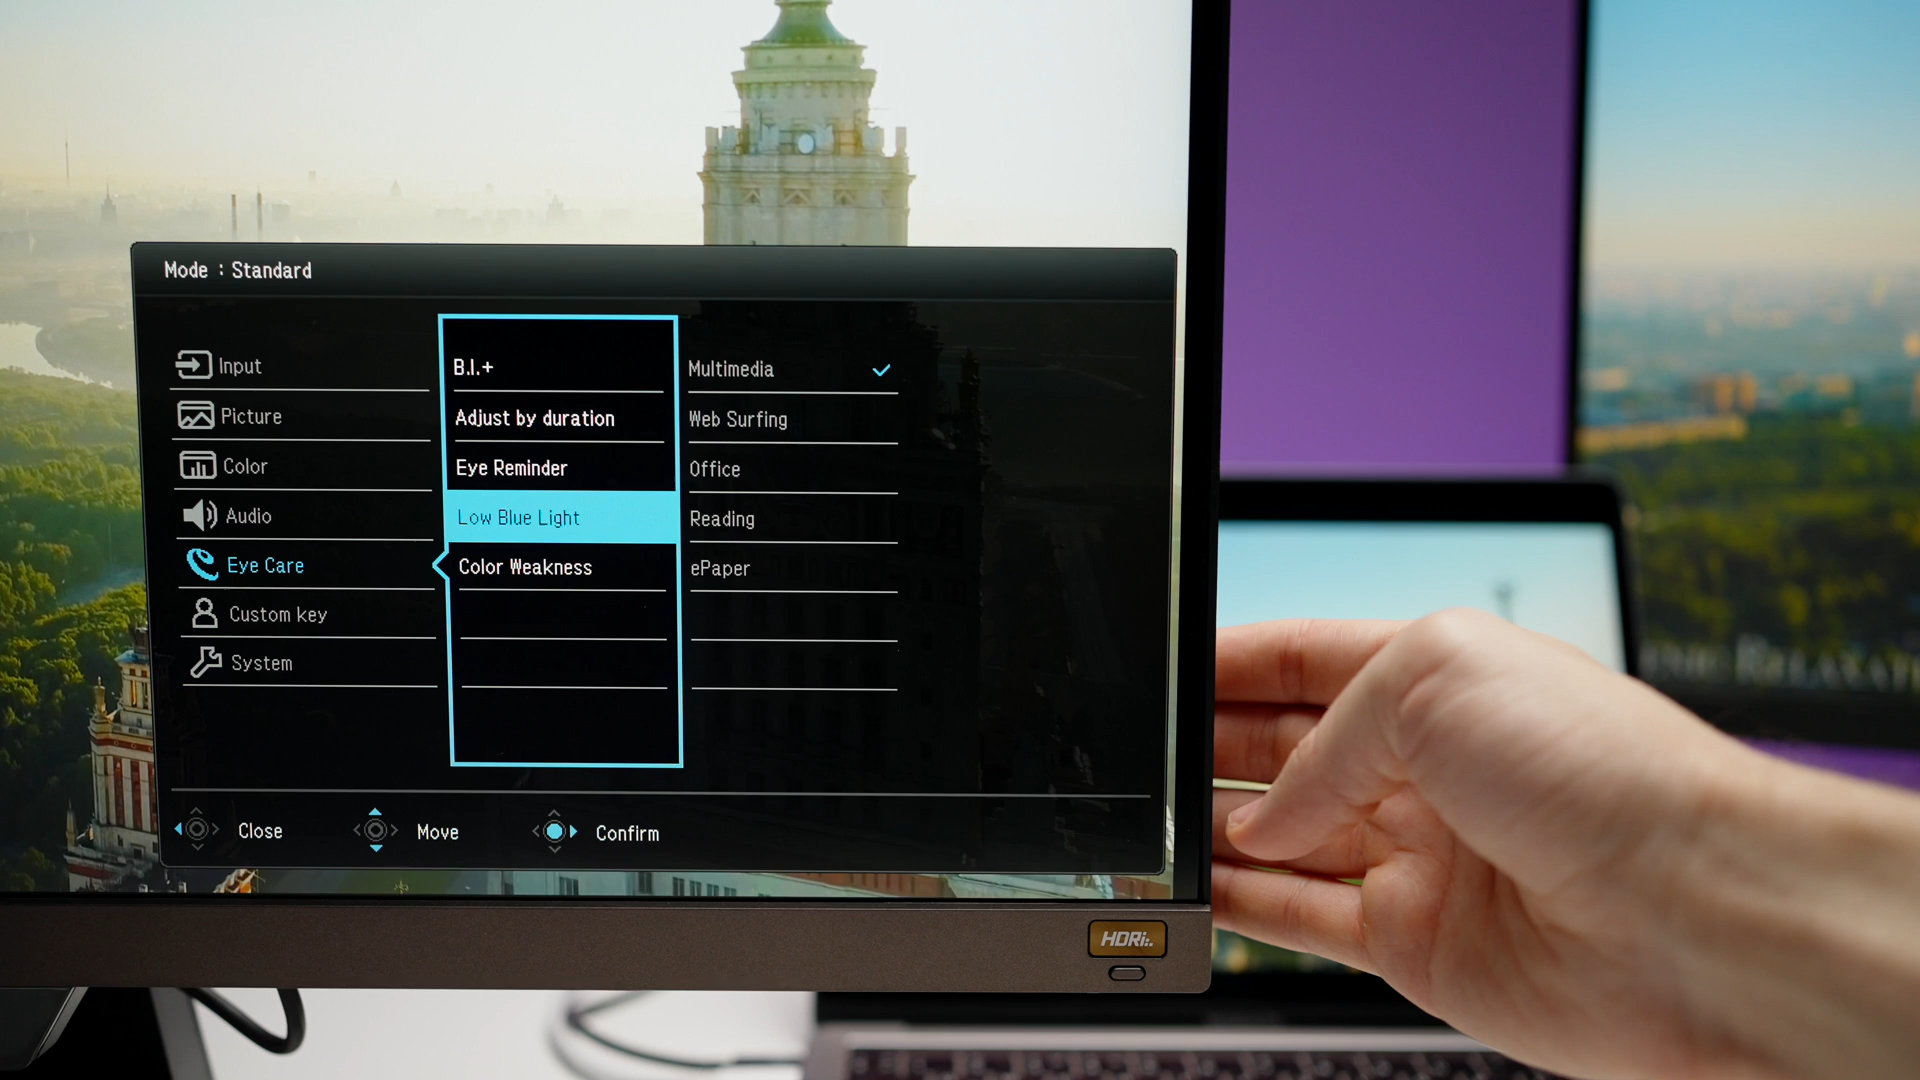 Mode : Standard
Input
Picture
Color
Audio
Eye Care
Custom key
System
B.I.+
Adjust by duration
Eye Reminder
Low Blue Light
Color Weakness
Multimedia
Web Surfing
Office
Reading
ePaper
Close
Move
Confirm
HDRi